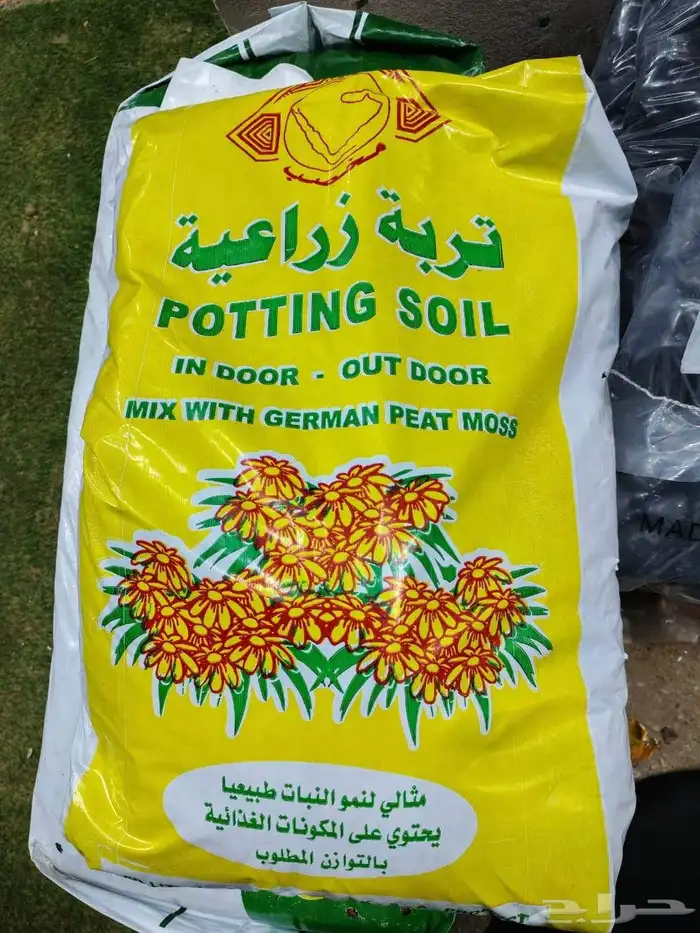 تربة زراعية
POTTING SOIL
IN DOOR - OUT DOOR
MIX WITH GERMAN PEAT MOSS
مثالي لنمو النبات طبيعيا
يحتوي على المكونات الغذائية
بالتوازن المطلوب
MAD
حراج